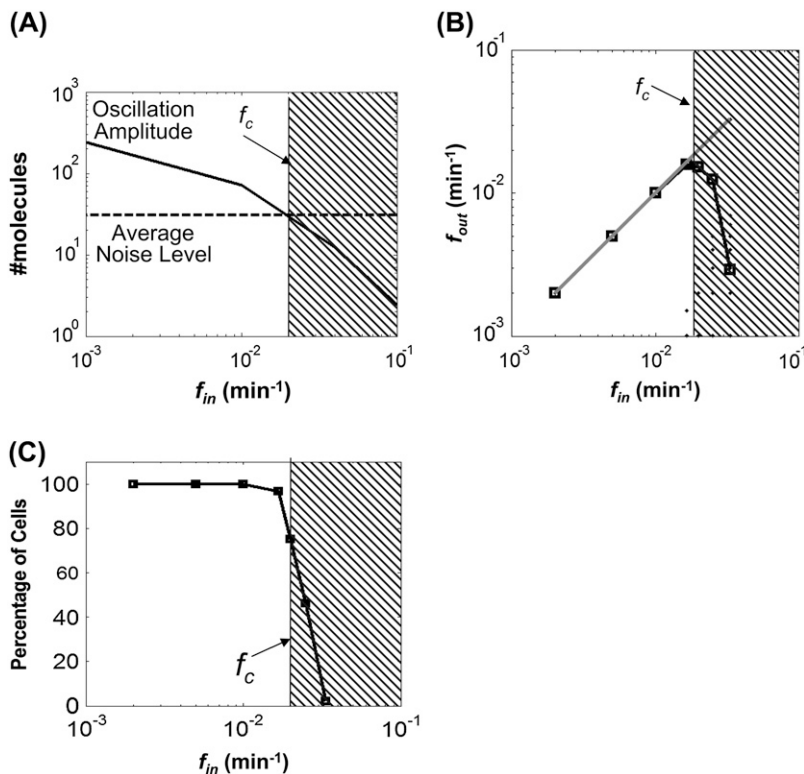 (A)
10³
10²
10¹
10⁰
#molecules
Oscillation
Amplitude
f_c
Average
Noise Level
10⁻³
10⁻²
10⁻¹
f_in (min⁻¹)
(B)
10⁻¹
10⁻²
10⁻³
f_out (min⁻¹)
f_c
10⁻³
10⁻²
10⁻¹
f_in (min⁻¹)
(C)
100
80
60
40
20
0
Percentage of Cells
f_c
10⁻³
10⁻²
10⁻¹
f_in (min⁻¹)